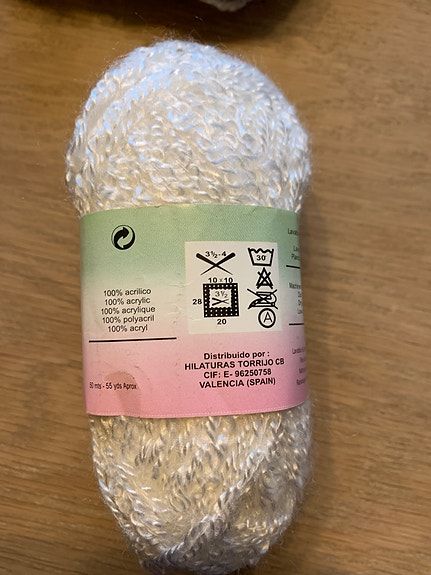 100% acrilico
100% acrylic
100% acrylique
100% polyacril
100% acryl
50 mts - 55 yds Aprox
3½-4
10 x 10
28
3½
20
30
A
Distribuido por :
HILATURAS TORRIJO CB
CIF: E- 96250758
VALENCIA (SPAIN)